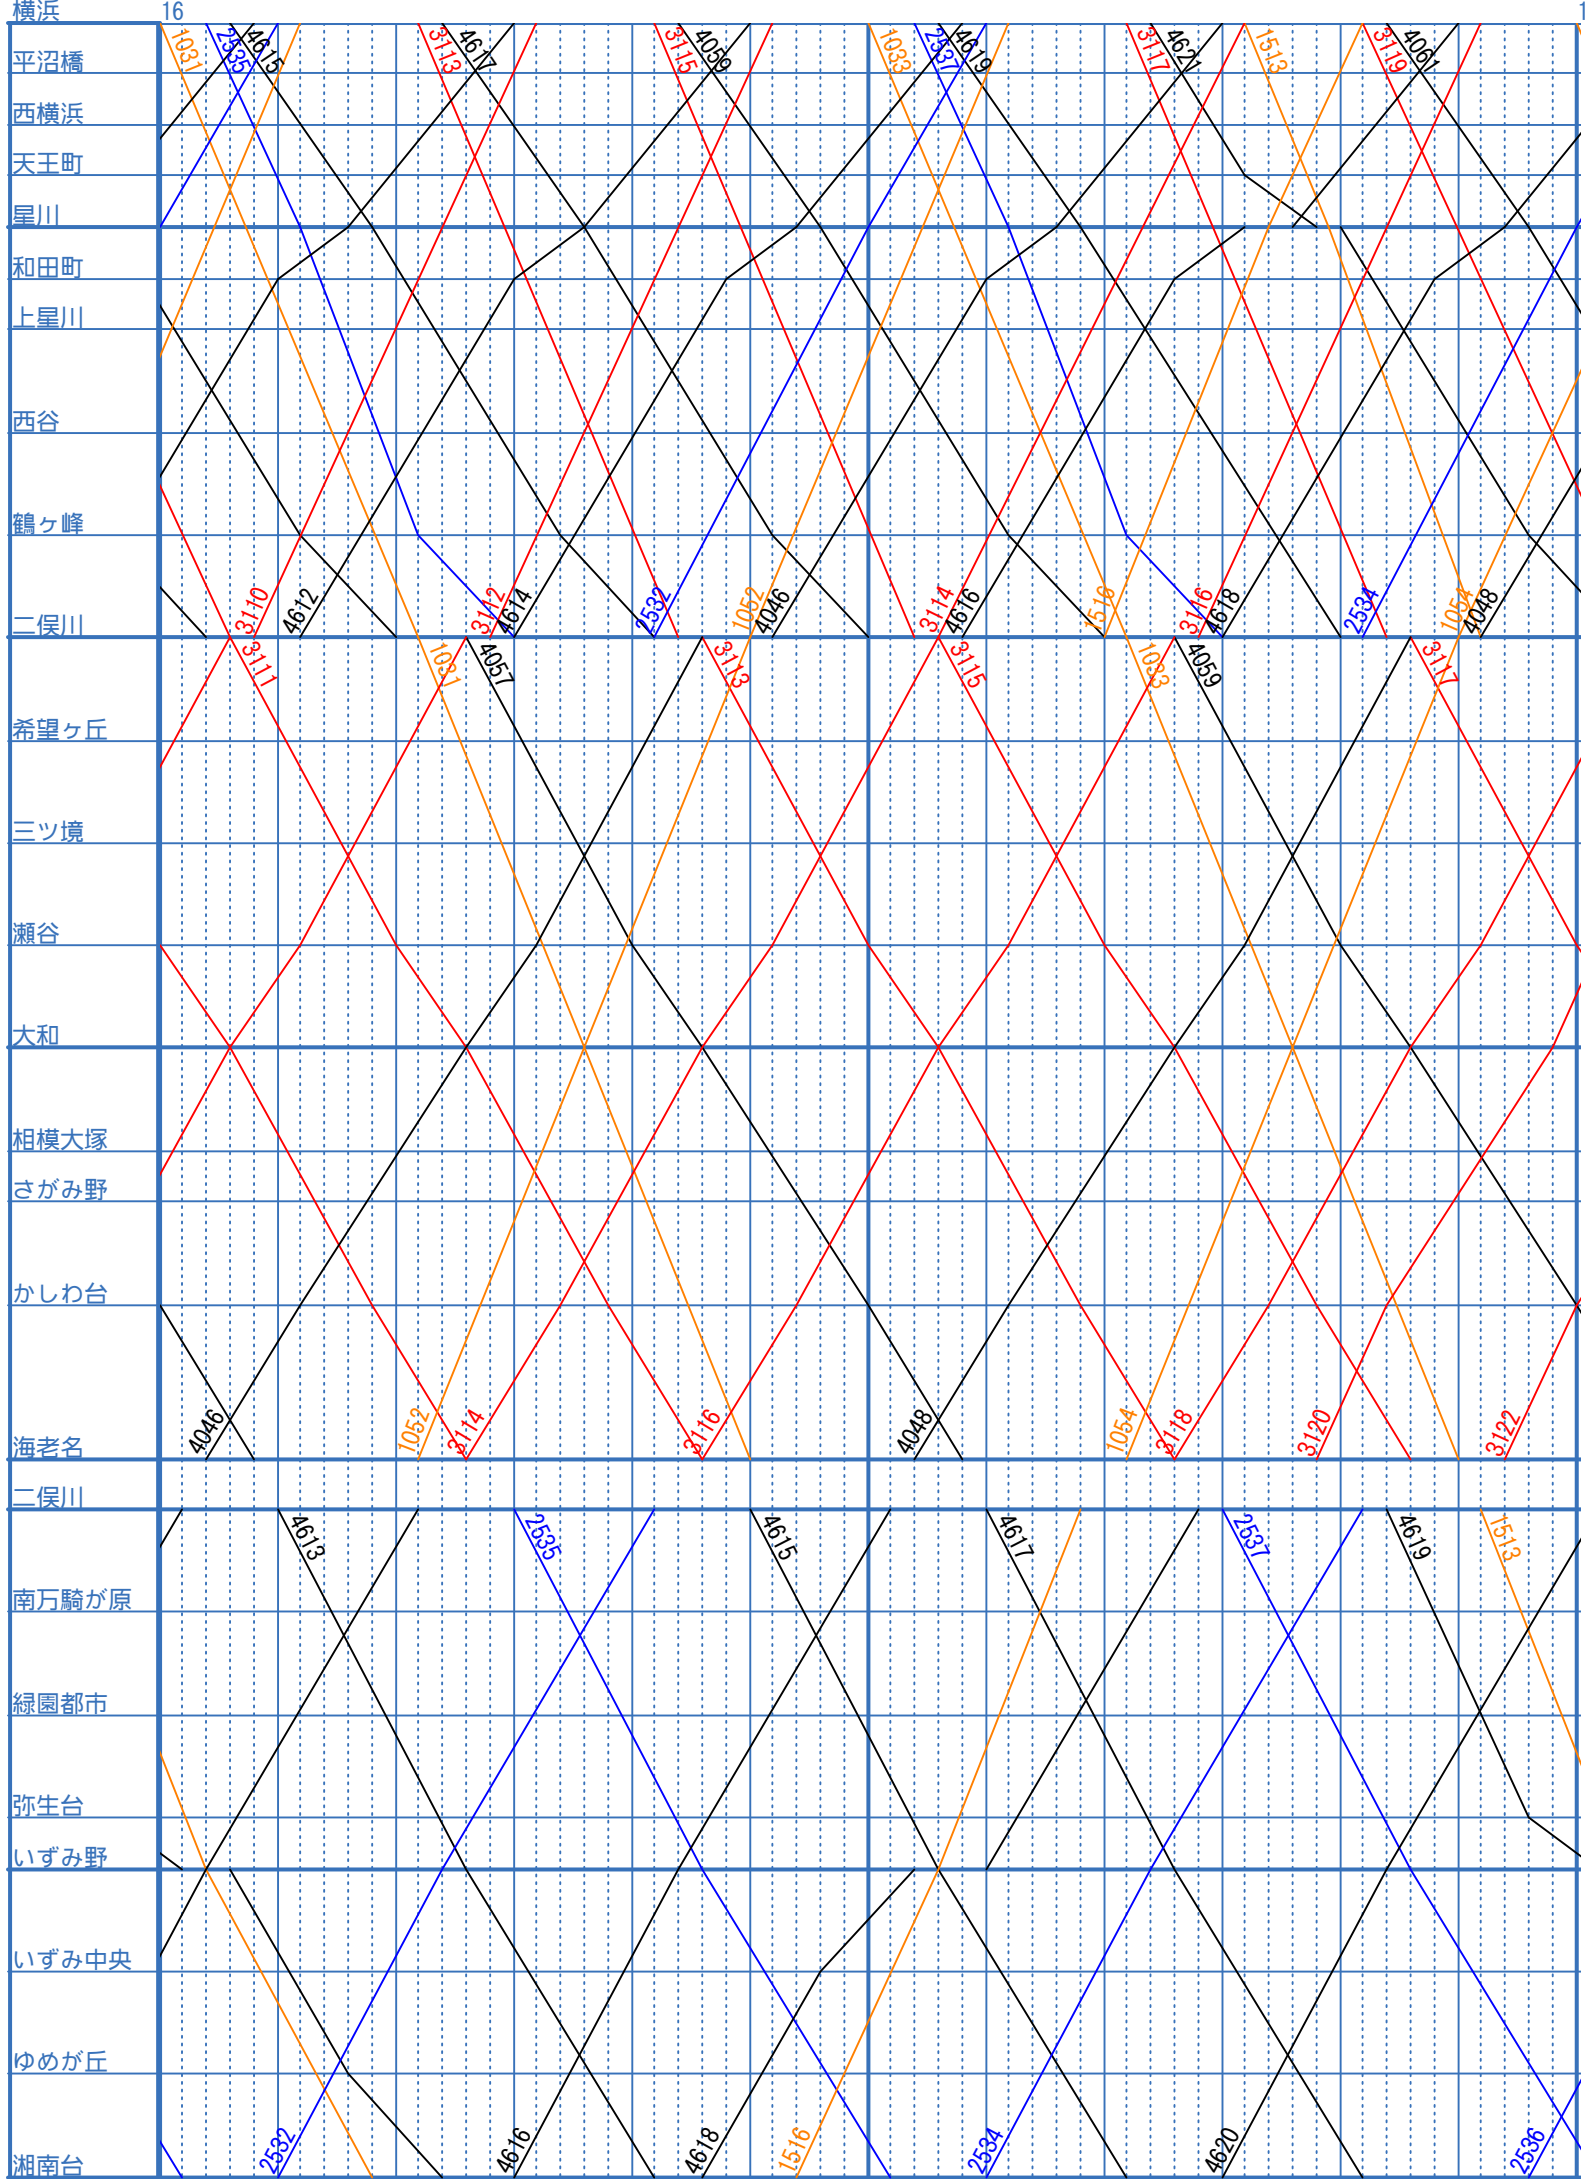 横浜 16 1
1031 2535 4615 3113 4617 3115 4059 1033 2537 4619 3117 4621 1513 3119 4061
平沼橋
西横浜
天王町
星川
和田町
上星川
西谷
鶴ヶ峰
3110 4612 3112 4614 2532 1052 4046 3114 4616 1516 3116 4618 2534 1054 4048
二俣川
3111 1031 4057 3113 3115 1033 4059 3117
希望ヶ丘
三ツ境
瀬谷
大和
相模大塚
さがみ野
かしわ台
4046 1052 3114 3116 4048 1054 3118 3120 3122
海老名
二俣川
4613 2535 4615 4617 2537 4619 1513
南万騎が原
緑園都市
弥生台
いずみ野
いずみ中央
ゆめが丘
2532 4616 4618 1516 2534 4620 2536
湘南台